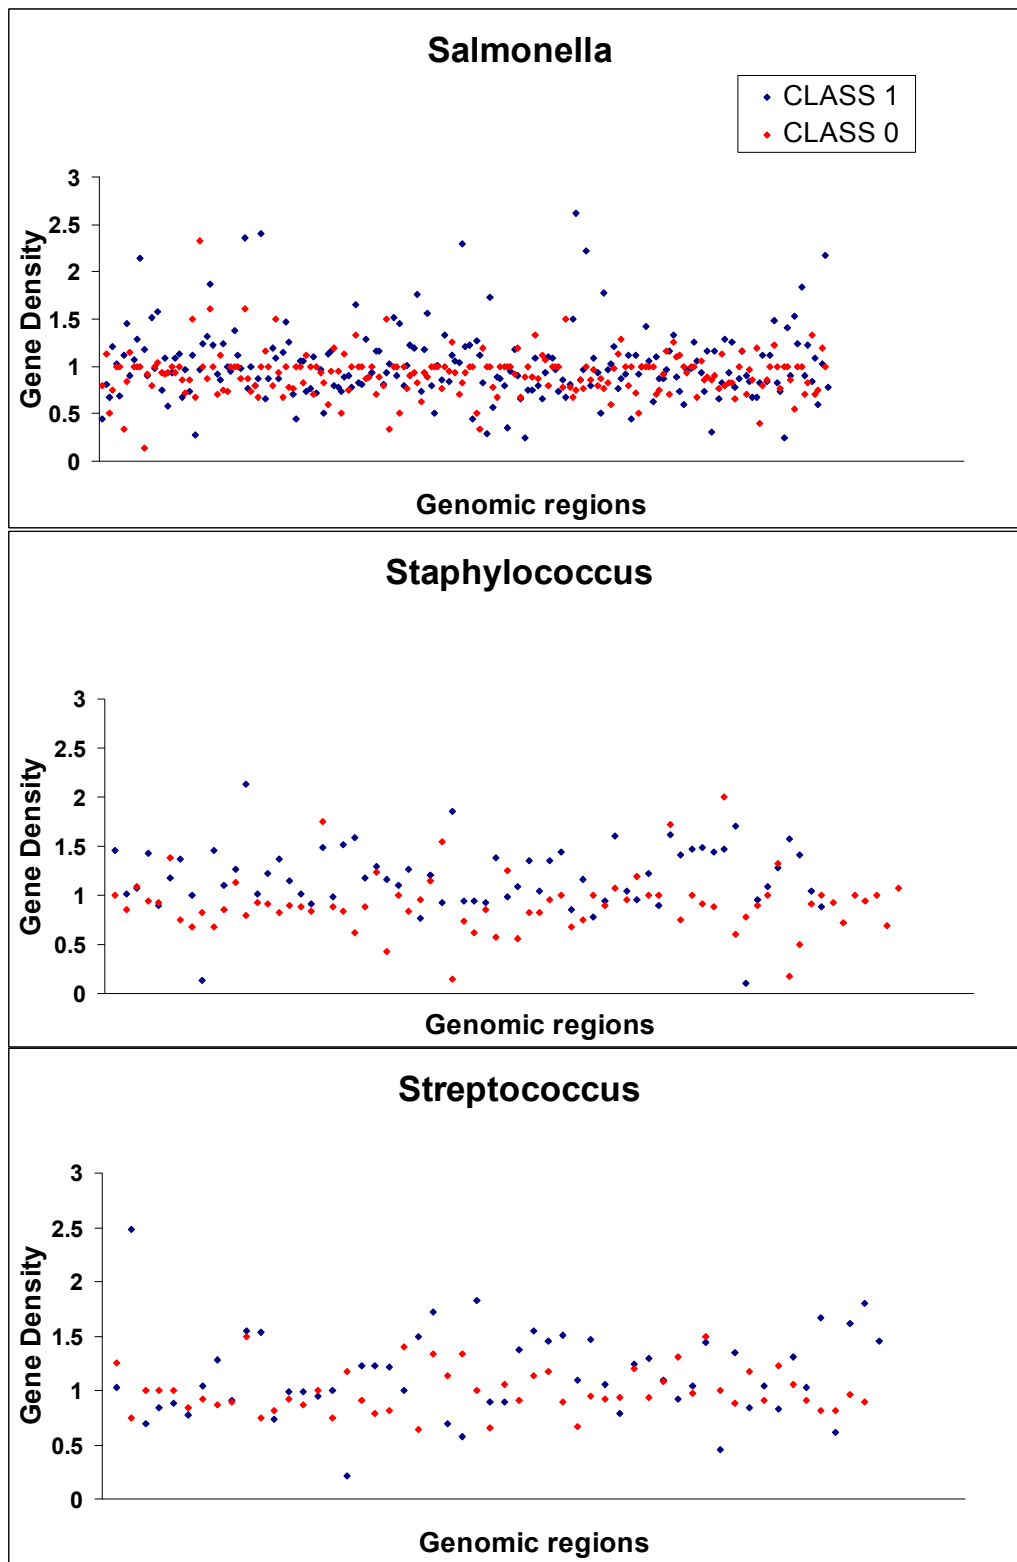 Salmonella
CLASS 1
CLASS 0
3
2.5
2
1.5
1
0.5
0
Gene Density
Genomic regions
Staphylococcus
3
2.5
2
1.5
1
0.5
0
Gene Density
Genomic regions
Streptococcus
3
2.5
2
1.5
1
0.5
0
Gene Density
Genomic regions